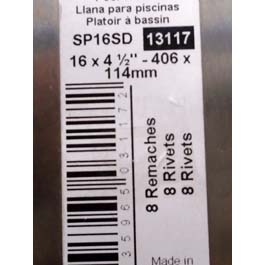 Llana para piscinas
Platoir à bassin
SP16SD 13117
16 x 4 ½" - 406 x
114mm
35965031172
8 Remaches
8 Rivets
8 Rivets
Made in